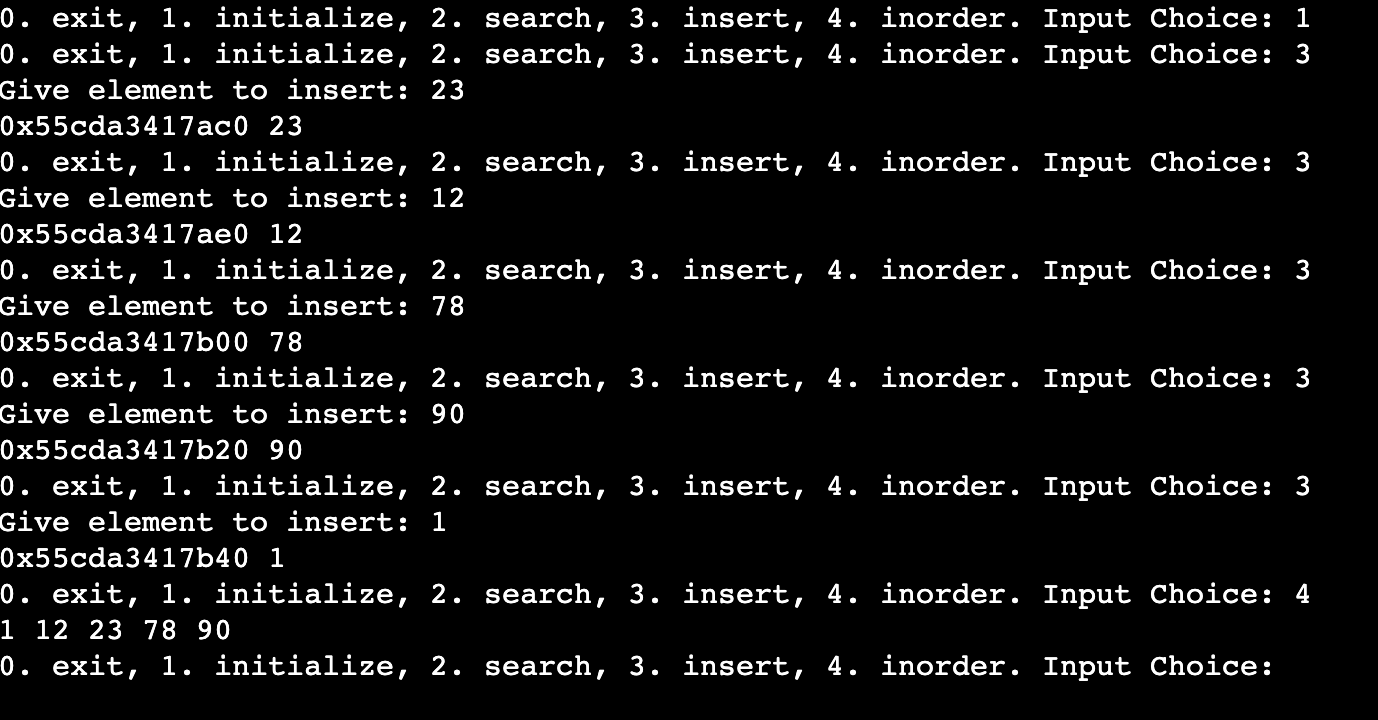 0. exit, 1. initialize, 2. search, 3. insert, 4. inorder. Input Choice: 1
0. exit, 1. initialize, 2. search, 3. insert, 4. inorder. Input Choice: 3
Give element to insert: 23
0x55cda3417ac0 23
0. exit, 1. initialize, 2. search, 3. insert, 4. inorder. Input Choice: 3
Give element to insert: 12
0x55cda3417ae0 12
0. exit, 1. initialize, 2. search, 3. insert, 4. inorder. Input Choice: 3
Give element to insert: 78
0x55cda3417b00 78
0. exit, 1. initialize, 2. search, 3. insert, 4. inorder. Input Choice: 3
Give element to insert: 90
0x55cda3417b20 90
0. exit, 1. initialize, 2. search, 3. insert, 4. inorder. Input Choice: 3
Give element to insert: 1
0x55cda3417b40 1
0. exit, 1. initialize, 2. search, 3. insert, 4. inorder. Input Choice: 4
1 12 23 78 90
0. exit, 1. initialize, 2. search, 3. insert, 4. inorder. Input Choice: